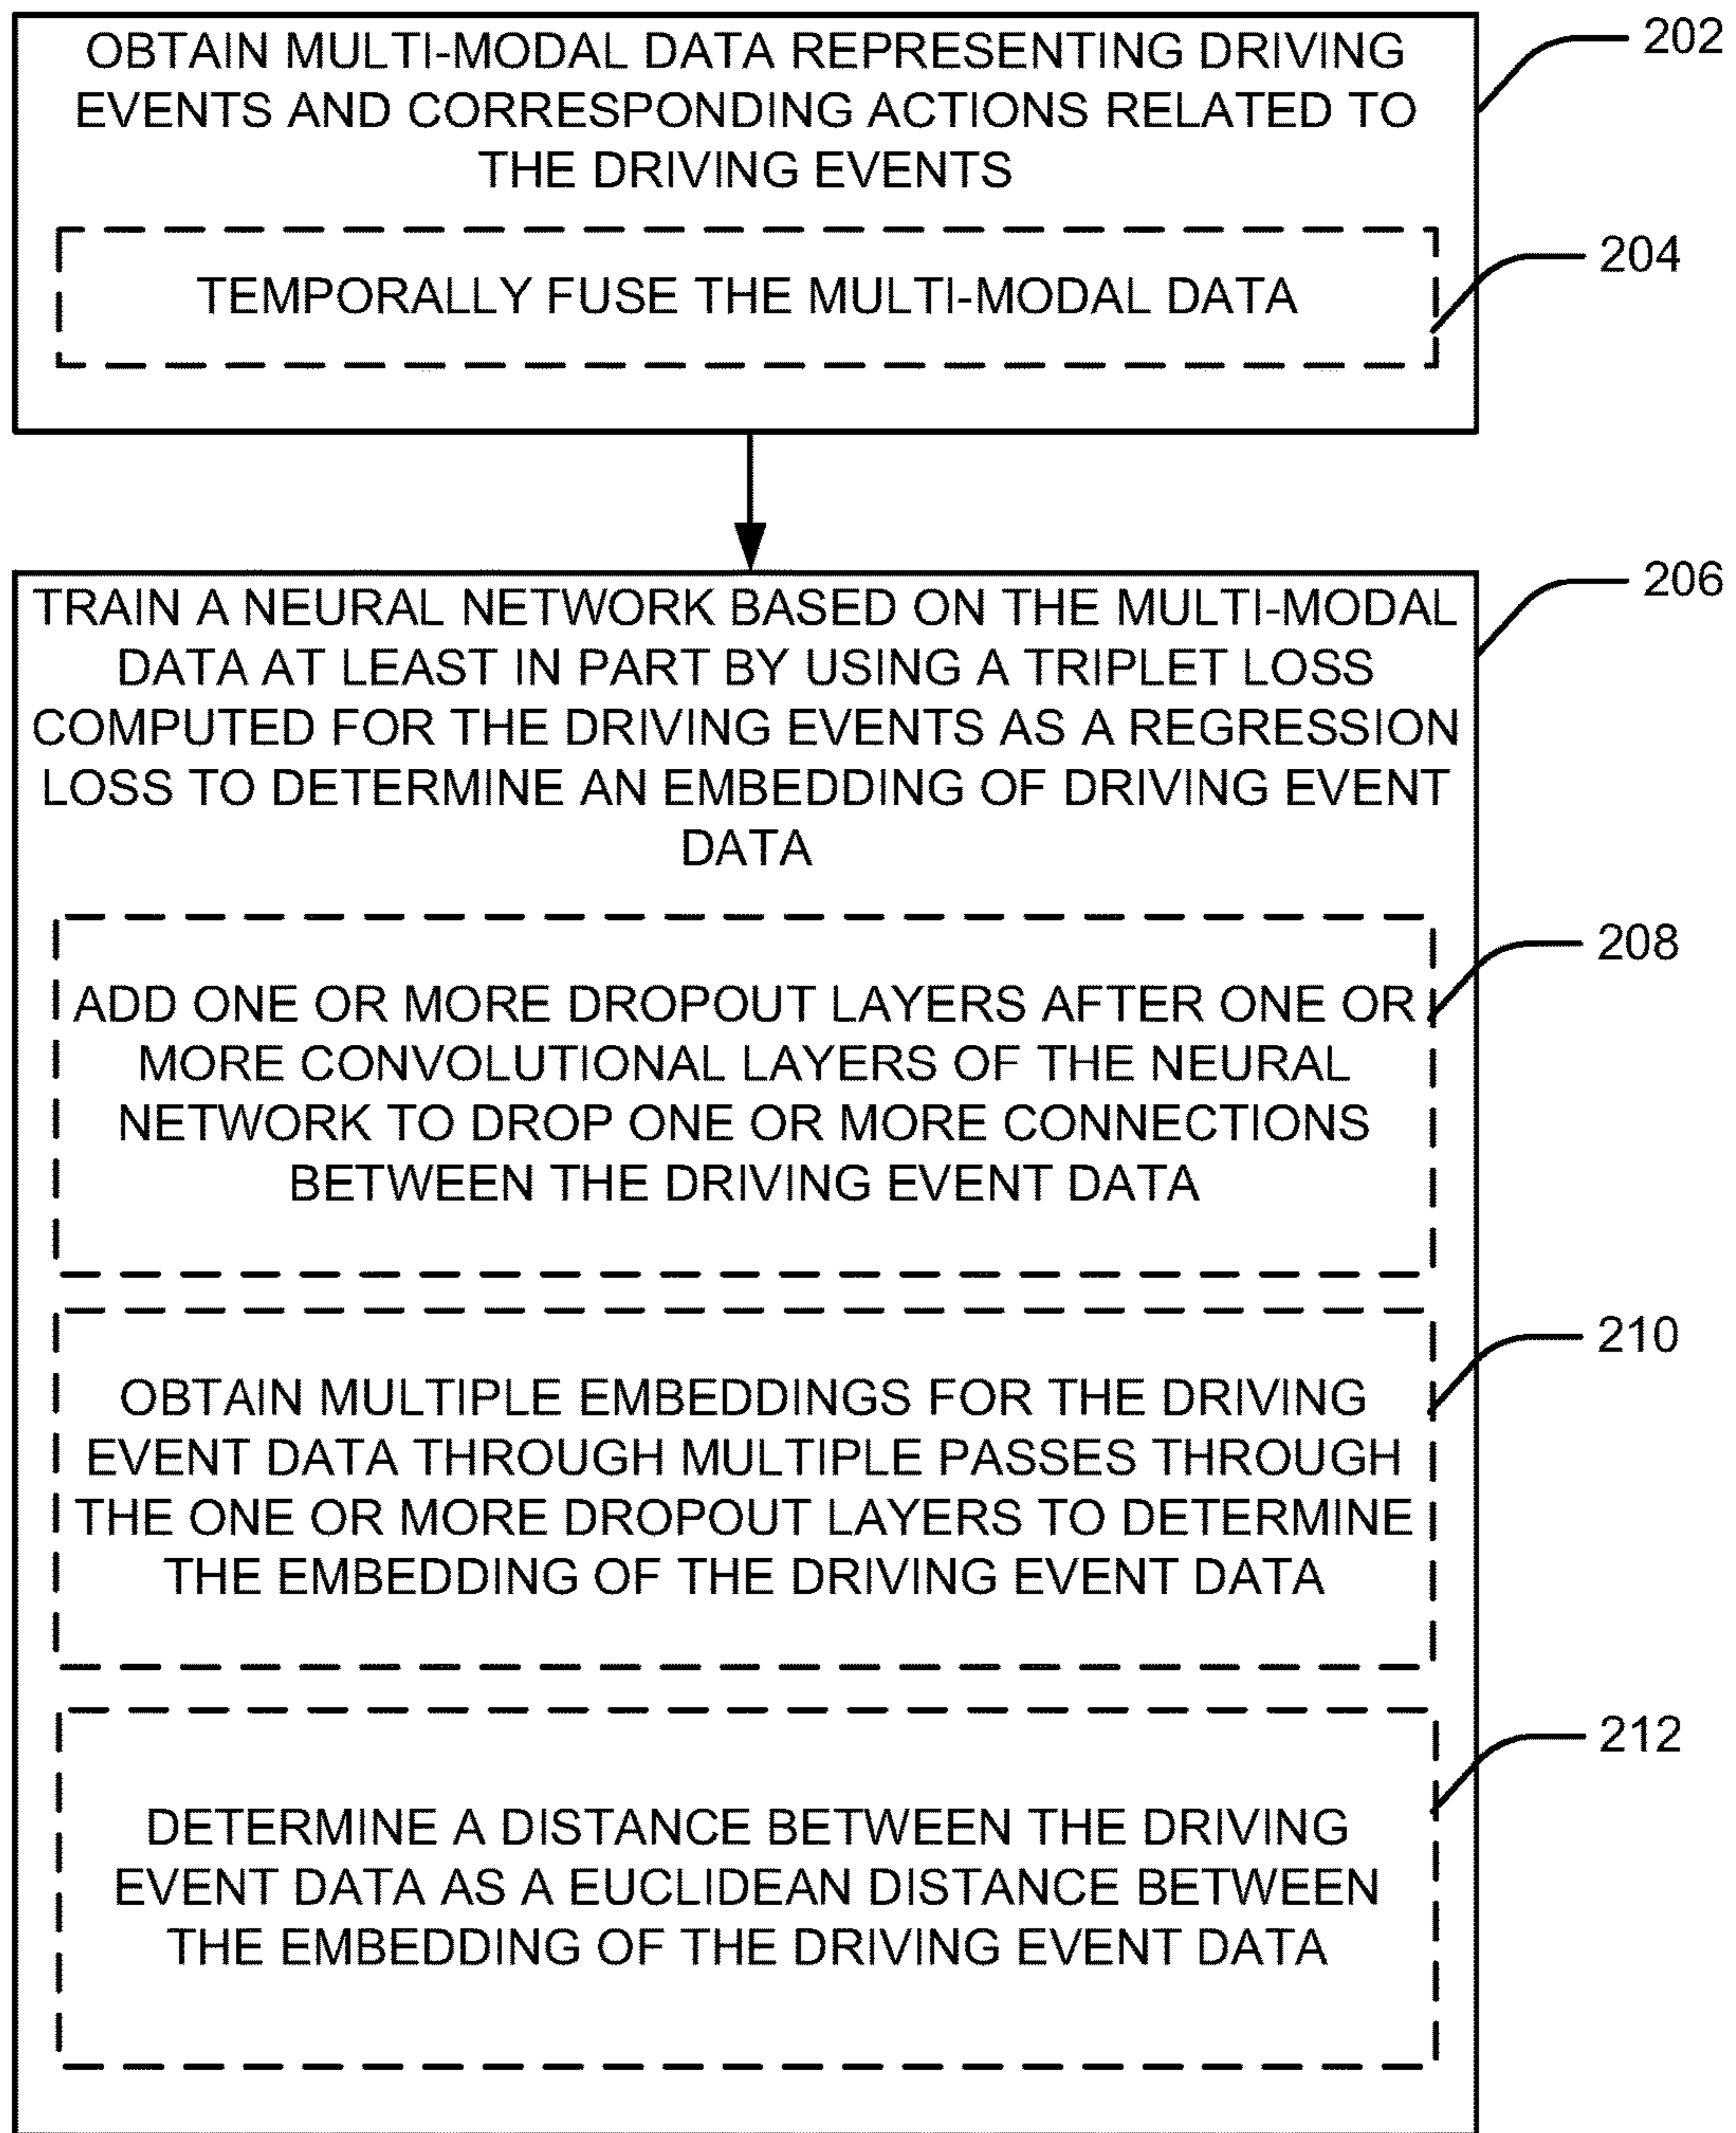 OBTAIN MULTI-MODAL DATA REPRESENTING DRIVING
EVENTS AND CORRESPONDING ACTIONS RELATED TO
THE DRIVING EVENTS
202
TEMPORALLY FUSE THE MULTI-MODAL DATA
204
TRAIN A NEURAL NETWORK BASED ON THE MULTI-MODAL
DATA AT LEAST IN PART BY USING A TRIPLET LOSS
COMPUTED FOR THE DRIVING EVENTS AS A REGRESSION
LOSS TO DETERMINE AN EMBEDDING OF DRIVING EVENT
DATA
206
ADD ONE OR MORE DROPOUT LAYERS AFTER ONE OR
MORE CONVOLUTIONAL LAYERS OF THE NEURAL
NETWORK TO DROP ONE OR MORE CONNECTIONS
BETWEEN THE DRIVING EVENT DATA
208
OBTAIN MULTIPLE EMBEDDINGS FOR THE DRIVING
EVENT DATA THROUGH MULTIPLE PASSES THROUGH
THE ONE OR MORE DROPOUT LAYERS TO DETERMINE
THE EMBEDDING OF THE DRIVING EVENT DATA
210
DETERMINE A DISTANCE BETWEEN THE DRIVING
EVENT DATA AS A EUCLIDEAN DISTANCE BETWEEN
THE EMBEDDING OF THE DRIVING EVENT DATA
212